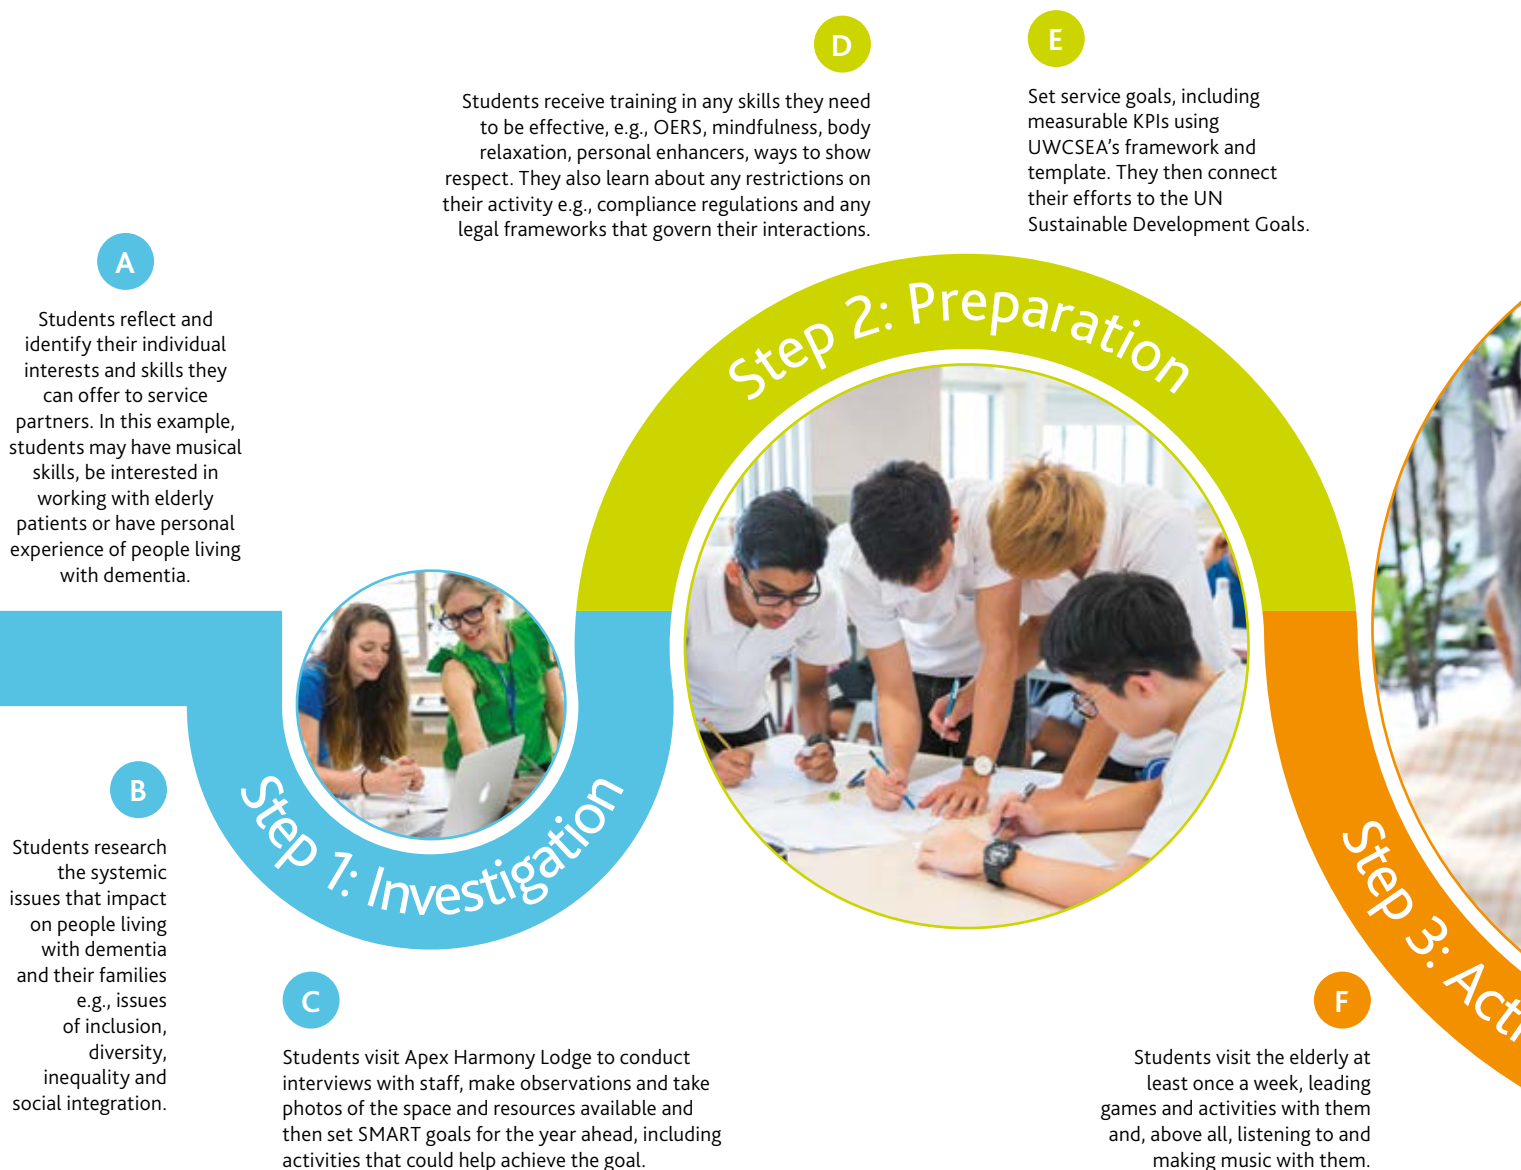 A
Students reflect and
identify their individual
interests and skills they
can offer to service
partners. In this example,
students may have musical
skills, be interested in
working with elderly
patients or have personal
experience of people living
with dementia.
B
Students research
the systemic
issues that impact
on people living
with dementia
and their families
e.g., issues
of inclusion,
diversity,
inequality and
social integration.
Step 1: Investigation
C
Students visit Apex Harmony Lodge to conduct
interviews with staff, make observations and take
photos of the space and resources available and
then set SMART goals for the year ahead, including
activities that could help achieve the goal.
D
Students receive training in any skills they need
to be effective, e.g., OERS, mindfulness, body
relaxation, personal enhancers, ways to show
respect. They also learn about any restrictions on
their activity e.g., compliance regulations and any
legal frameworks that govern their interactions.
E
Set service goals, including
measurable KPIs using
UWCSEA’s framework and
template. They then connect
their efforts to the UN
Sustainable Development Goals.
Step 2: Preparation
Step 3: Acti
F
Students visit the elderly at
least once a week, leading
games and activities with them
and, above all, listening to and
making music with them.